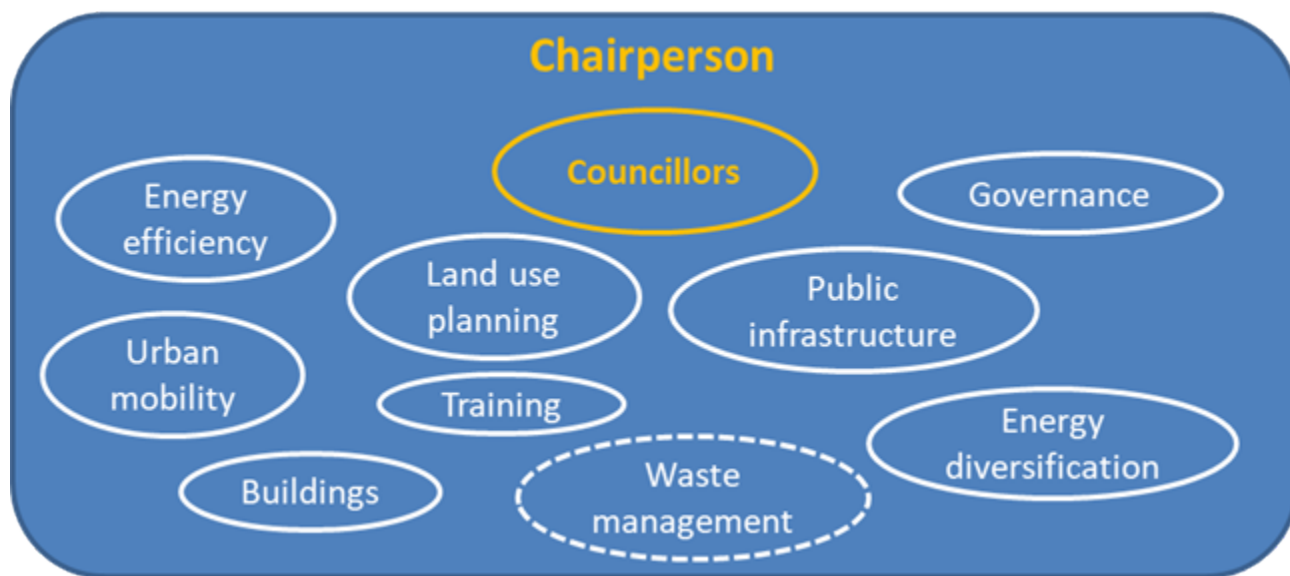 Chairperson
Councillors
Governance
Energy
efficiency
Land use
planning
Public
infrastructure
Urban
mobility
Training
Energy
diversification
Buildings
Waste
management